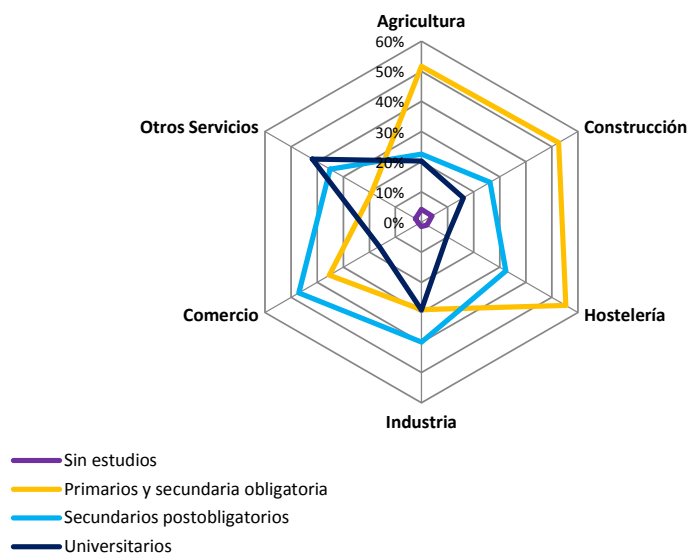 Agricultura
60%
50%
40%
30%
20%
10%
0%
Otros Servicios
Construcción
Comercio
Hostelería
Industria
Sin estudios
Primarios y secundaria obligatoria
Secundarios postobligatorios
Universitarios